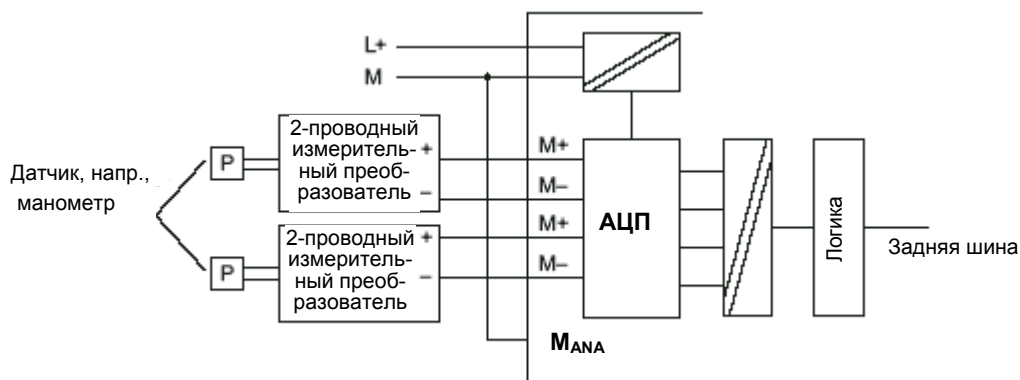 L+
M
Датчик, напр.,
манометр
P
2-проводный
измеритель-
ный преоб-
разователь
+
–
M+
M–
P
2-проводный
измеритель-
ный преоб-
разователь
+
–
M+
M–
АЦП
Логика
Задняя шина
MANA